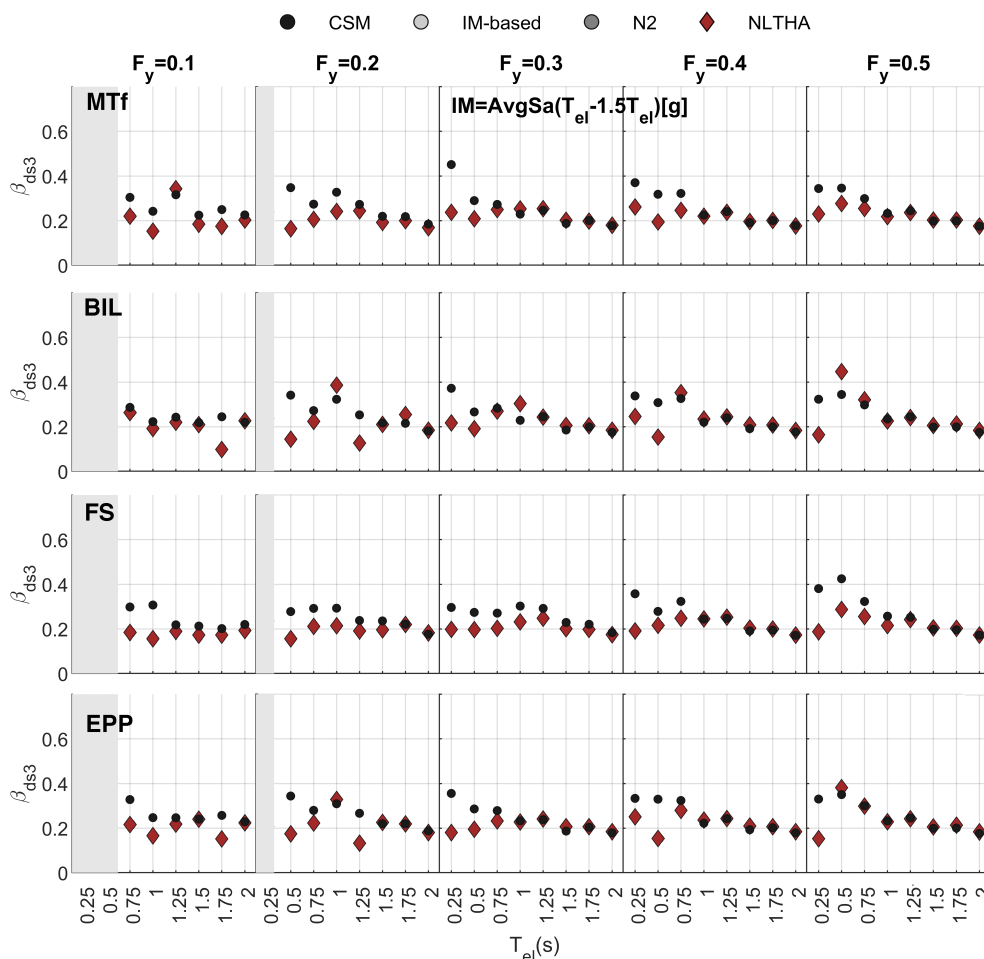 CSM IM-based N2 NLTHA
Fy=0.1 Fy=0.2 Fy=0.3 Fy=0.4 Fy=0.5
MTf
IM=AvgSa(Tel-1.5Tel)[g]
βds3
0.6
0.4
0.2
0
BIL
βds3
0.6
0.4
0.2
0
FS
βds3
0.6
0.4
0.2
0
EPP
βds3
0.6
0.4
0.2
0
0.25 0.5 0.75 1 1.25 1.5 1.75 2 0.25 0.5 0.75 1 1.25 1.5 1.75 2 0.25 0.5 0.75 1 1.25 1.5 1.75 2 0.25 0.5 0.75 1 1.25 1.5 1.75 2 0.25 0.5 0.75 1 1.25 1.5 1.75 2
Tel(s)